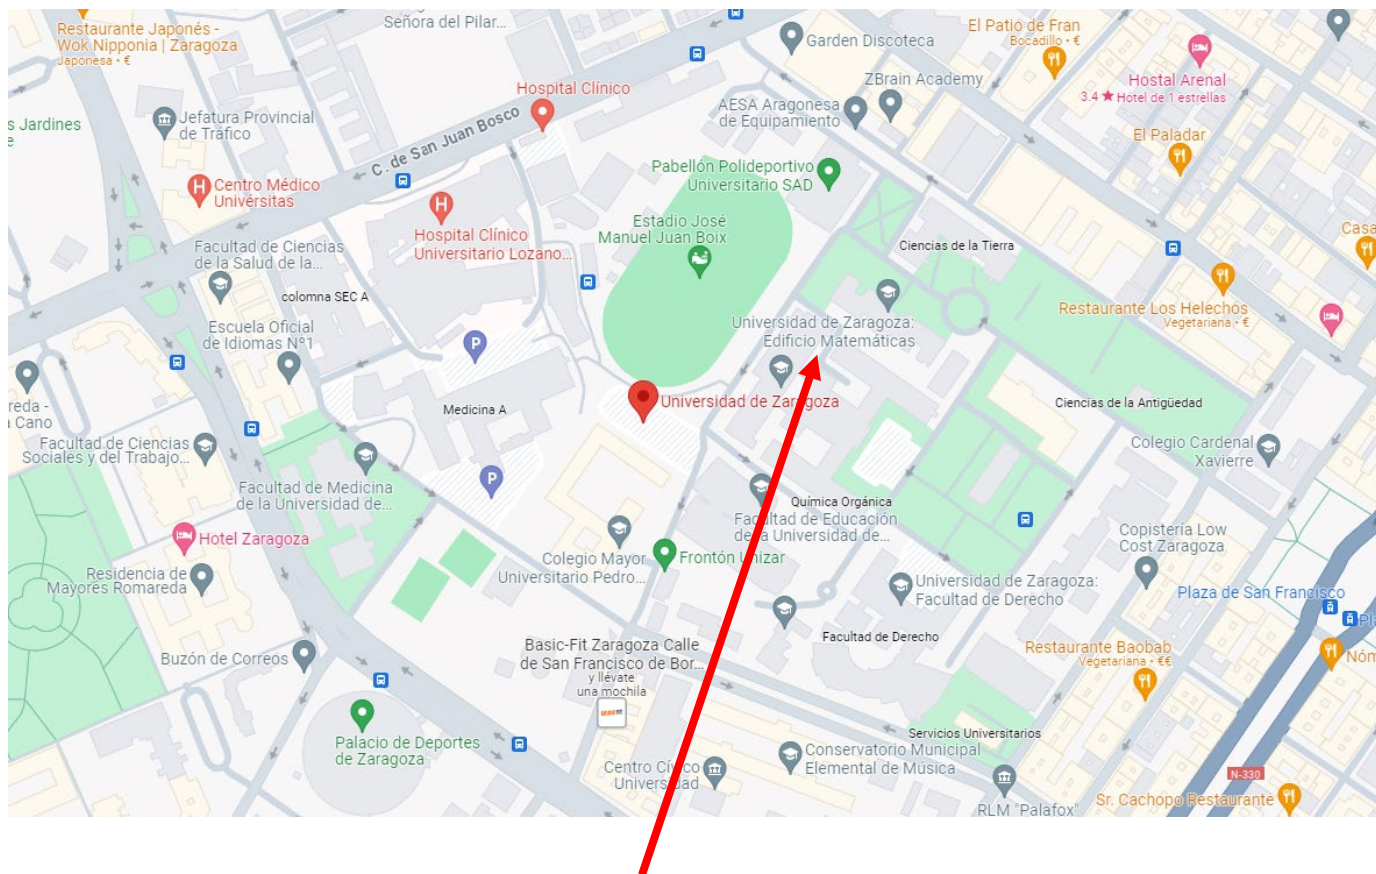 Restaurante Japonés -
Wok Nipponia | Zaragoza
Japonesa • €
Señora del Pilar...
Garden Discoteca
El Patio de Fran
Bocadillo • €
Hostal Arenal
3.4 ★ Hotel de 1 estrellas
ZBrain Academy
Hospital Clínico
AESA Aragonesa
de Equipamiento
s Jardines
e
Jefatura Provincial
de Tráfico
C. de San Juan Bosco
El Paladar
Pabellón Polideportivo
Universitario SAD
H
Centro Médico
Universitas
H
Hospital Clínico
Universitario Lozano...
Estadio José
Manuel Juan Boix
Casa
Facultad de Ciencias
de la Salud de la...
Ciencias de la Tierra
colomna SEC A
Restaurante Los Helechos
Vegetariana • €
Escuela Oficial
de Idiomas Nº1
P
Universidad de Zaragoza:
Edificio Matemáticas
reda -
a Cano
Medicina A
Universidad de Zaragoza
Ciencias de la Antigüedad
Facultad de Ciencias
Sociales y del Trabajo...
Colegio Cardenal
Xavierre
Facultad de Medicina
de la Universidad de...
P
Química Orgánica
Facultad de Educación
de la Universidad de...
Hotel Zaragoza
Copistería Low
Cost Zaragoza
Colegio Mayor
Universitario Pedro...
Frontón Unizar
Residencia de
Mayores Romareda
Universidad de Zaragoza:
Facultad de Derecho
Plaza de San Francisco
Pla
Facultad de Derecho
Basic-Fit Zaragoza Calle
de San Francisco de Bor...
y llévate
una mochila
Restaurante Baobab
Vegetariana • €€
Nóm
Buzón de Correos
Servicios Universitarios
Palacio de Deportes
de Zaragoza
Conservatorio Municipal
Elemental de Música
Centro Cívico
Universidad
N-330
RLM "Palafox"
Sr. Cachopo Restaurante